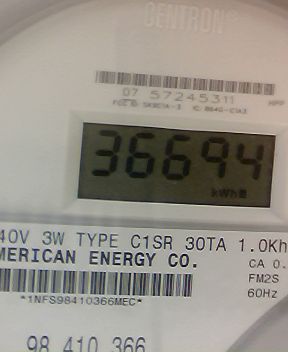 CENTRON®
07 57245311
36694
kWh
40V 3W TYPE C1SR 30TA 1.0Kh
MERICAN ENERGY CO.
CA 0.
FM2S
*1NFS98410366MEC*
60Hz
98 410 366